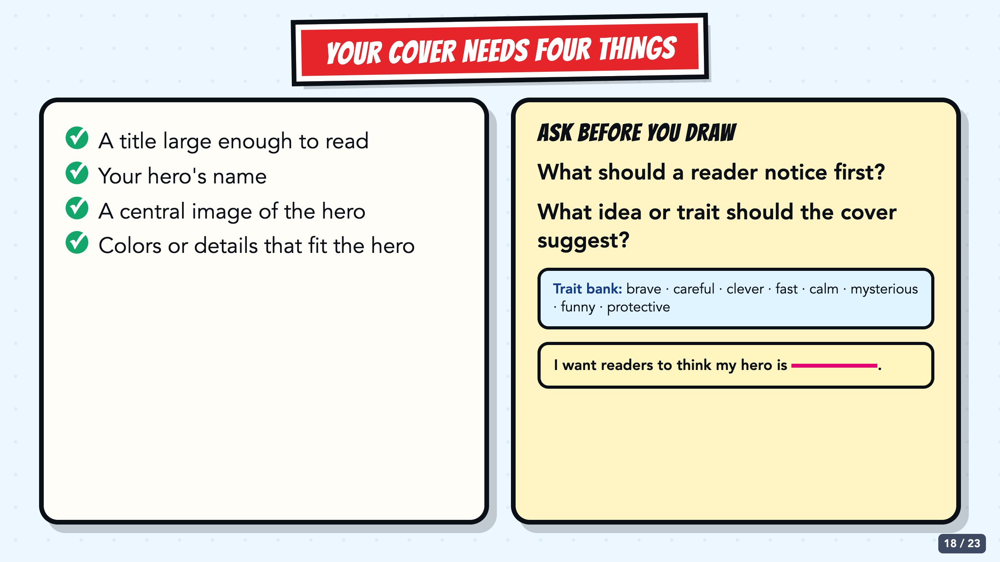 YOUR COVER NEEDS FOUR THINGS
A title large enough to read
Your hero's name
A central image of the hero
Colors or details that fit the hero
ASK BEFORE YOU DRAW
What should a reader notice first?
What idea or trait should the cover
suggest?
Trait bank: brave · careful · clever · fast · calm · mysterious
· funny · protective
I want readers to think my hero is ________.
18 / 23